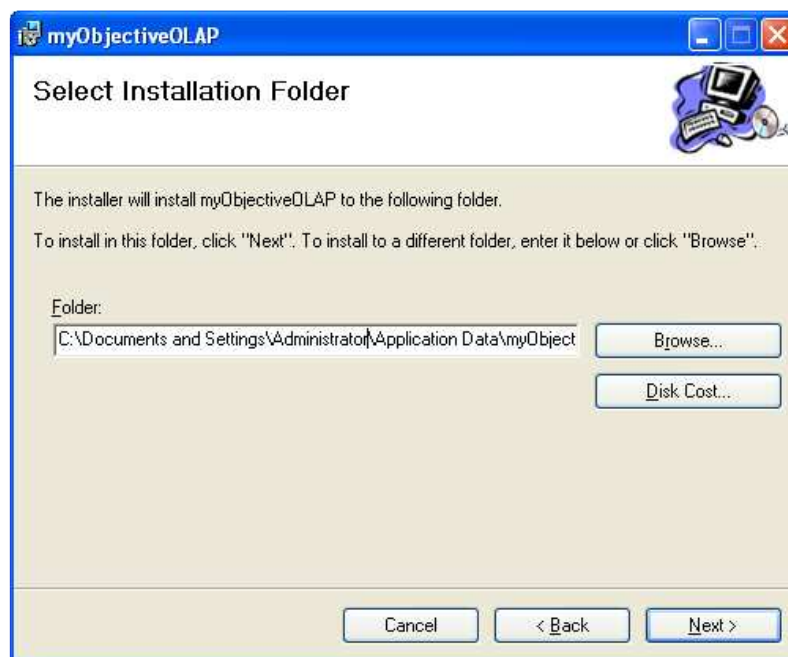 myObjectiveOLAP
Select Installation Folder
The installer will install myObjectiveOLAP to the following folder.
To install in this folder, click "Next". To install to a different folder, enter it below or click "Browse".
Folder:
C:\Documents and Settings\Administrator\Application Data\myObject
Browse...
Disk Cost...
Cancel
< Back
Next >